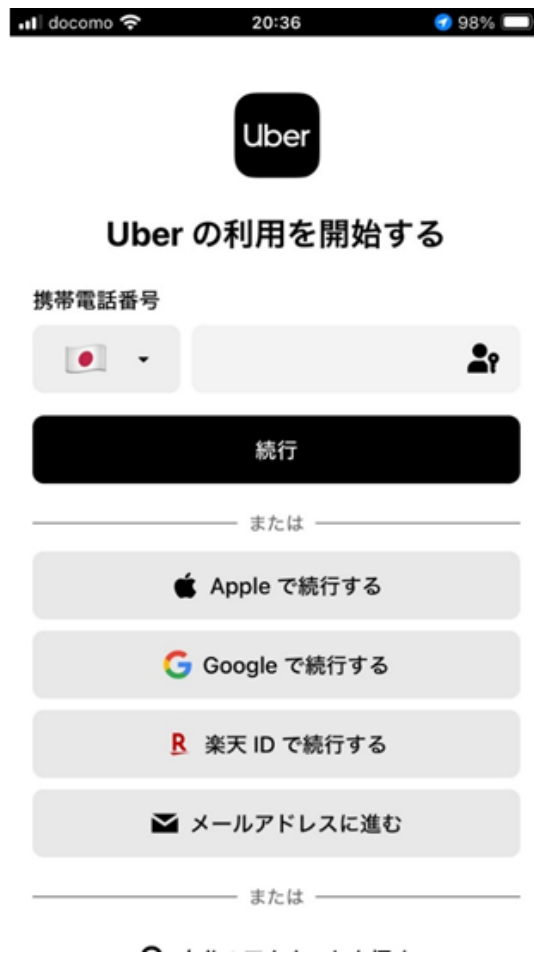 docomo 20:36 98%
Uber
Uber の利用を開始する
携帯電話番号
続行
または
Apple で続行する
Google で続行する
R 楽天 ID で続行する
メールアドレスに進む
または